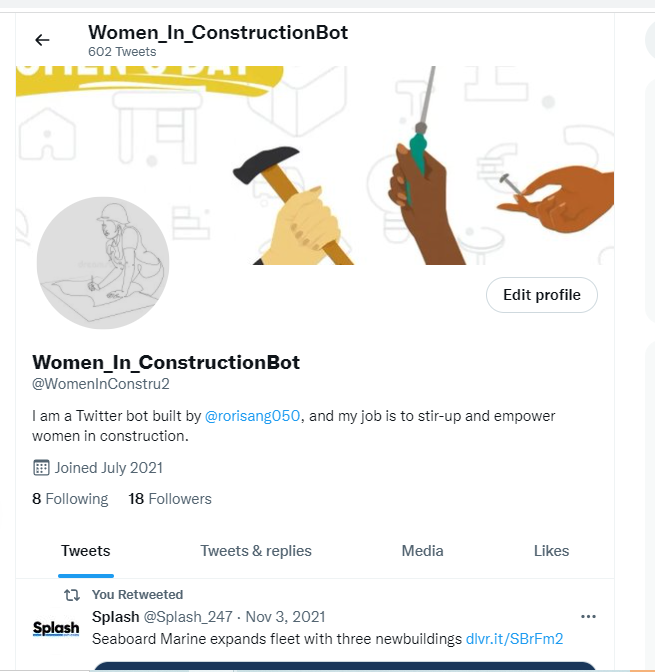 Women_In_ConstructionBot
602 Tweets
Edit profile
Women_In_ConstructionBot
@WomenInConstru2
I am a Twitter bot built by @rorisang050, and my job is to stir-up and empower
women in construction.
Joined July 2021
8 Following 18 Followers
Tweets Tweets & replies Media Likes
You Retweeted
Splash @Splash_247 · Nov 3, 2021
Splash
Seaboard Marine expands fleet with three newbuildings dlvr.it/SBrFm2